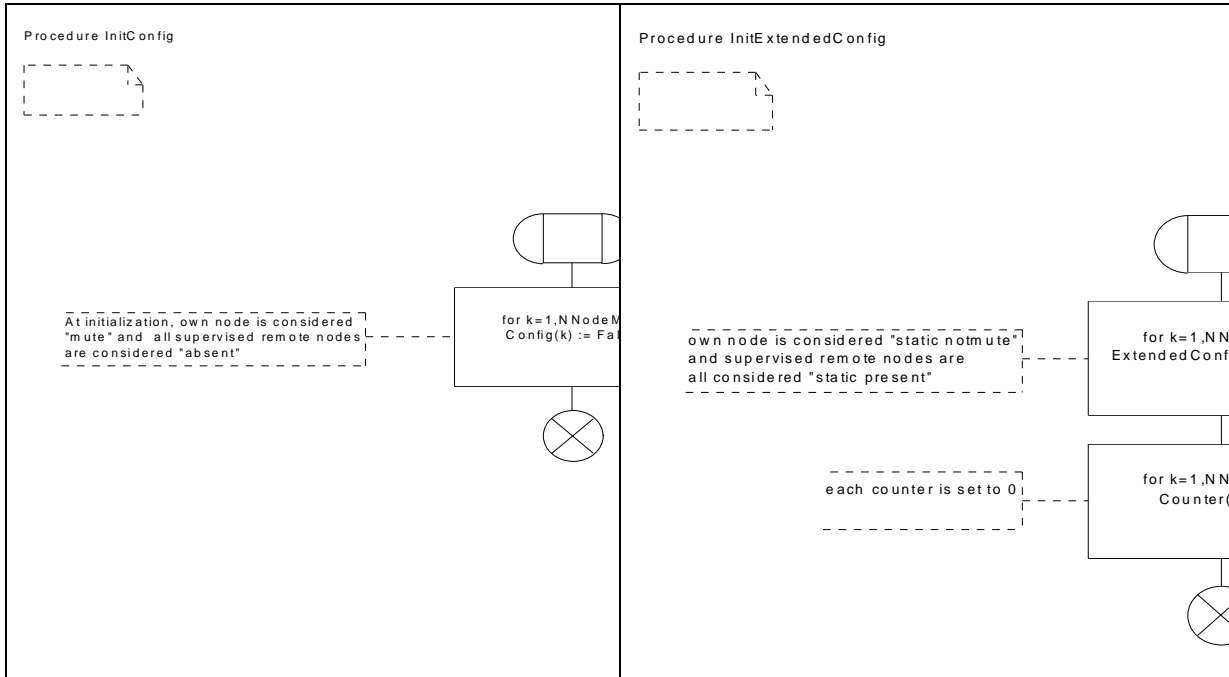 Procedure InitConfig
At initialization, own node is considered
"mute" and all supervised remote nodes
are considered "absent"
for k=1,NNodeM
Config(k) := Fal
Procedure InitExtendedConfig
own node is considered "static notmute"
and supervised remote nodes are
all considered "static present"
for k=1,NN
ExtendedConf
each counter is set to 0
for k=1,NN
Counter(